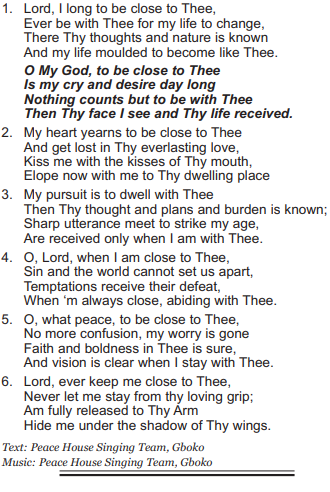 1. Lord, I long to be close to Thee,
Ever be with Thee for my life to change,
There Thy thoughts and nature is known
And my life moulded to become like Thee.
O My God, to be close to Thee
Is my cry and desire day long
Nothing counts but to be with Thee
Then Thy face I see and Thy life received.
2. My heart yearns to be close to Thee
And get lost in Thy everlasting love,
Kiss me with the kisses of Thy mouth,
Elope now with me to Thy dwelling place
3. My pursuit is to dwell with Thee
Then Thy thought and plans and burden is known;
Sharp utterance meet to strike my age,
Are received only when I am with Thee.
4. O, Lord, when I am close to Thee,
Sin and the world cannot set us apart,
Temptations receive their defeat,
When ‘m always close, abiding with Thee.
5. O, what peace, to be close to Thee,
No more confusion, my worry is gone
Faith and boldness in Thee is sure,
And vision is clear when I stay with Thee.
6. Lord, ever keep me close to Thee,
Never let me stay from thy loving grip;
Am fully released to Thy Arm
Hide me under the shadow of Thy wings.
Text: Peace House Singing Team, Gboko
Music: Peace House Singing Team, Gboko